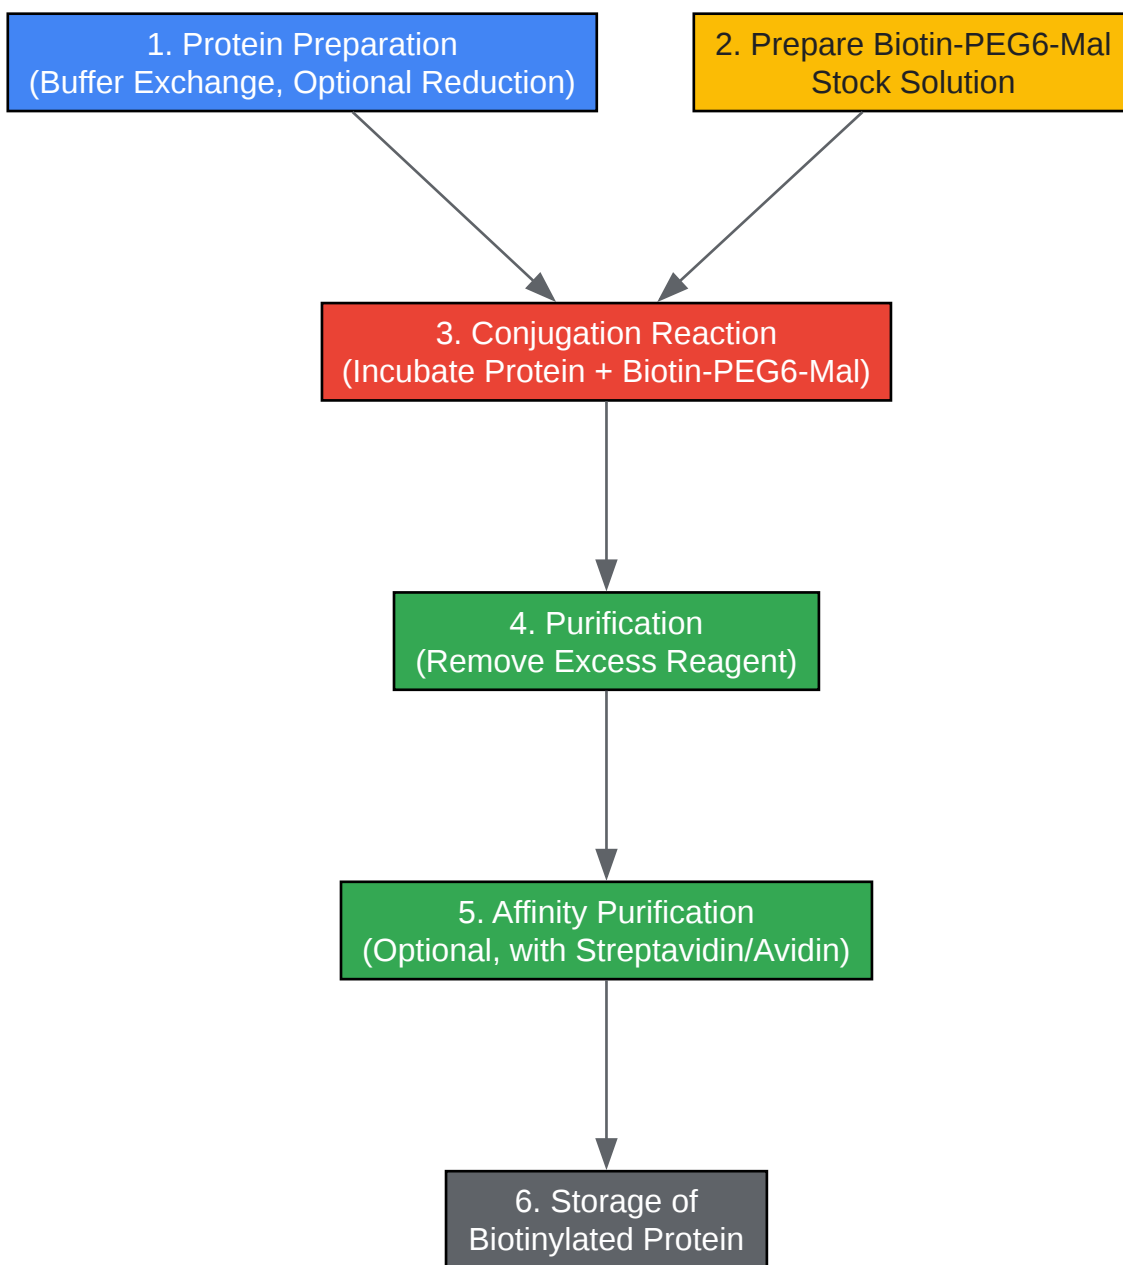 1. Protein Preparation
(Buffer Exchange, Optional Reduction)
2. Prepare Biotin-PEG6-Mal
Stock Solution
3. Conjugation Reaction
(Incubate Protein + Biotin-PEG6-Mal)
4. Purification
(Remove Excess Reagent)
5. Affinity Purification
(Optional, with Streptavidin/Avidin)
6. Storage of
Biotinylated Protein